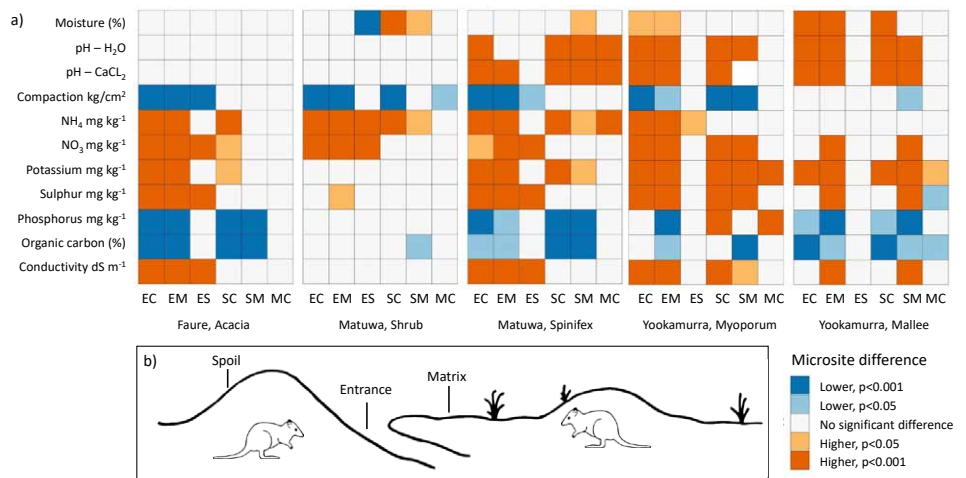 a)
Moisture (%)
pH – H₂O
pH – CaCL₂
Compaction kg/cm²
NH₄ mg kg⁻¹
NO₃ mg kg⁻¹
Potassium mg kg⁻¹
Sulphur mg kg⁻¹
Phosphorus mg kg⁻¹
Organic carbon (%)
Conductivity dS m⁻¹
EC EM ES SC SM MC EC EM ES SC SM MC EC EM ES SC SM MC EC EM ES SC SM MC EC EM ES SC SM MC
Faure, Acacia Matuwa, Shrub Matuwa, Spinifex Yookamurra, Myoporum Yookamurra, Mallee
b)
Spoil
Entrance
Matrix
Microsite difference
Lower, p<0.001
Lower, p<0.05
No significant difference
Higher, p<0.05
Higher, p<0.001